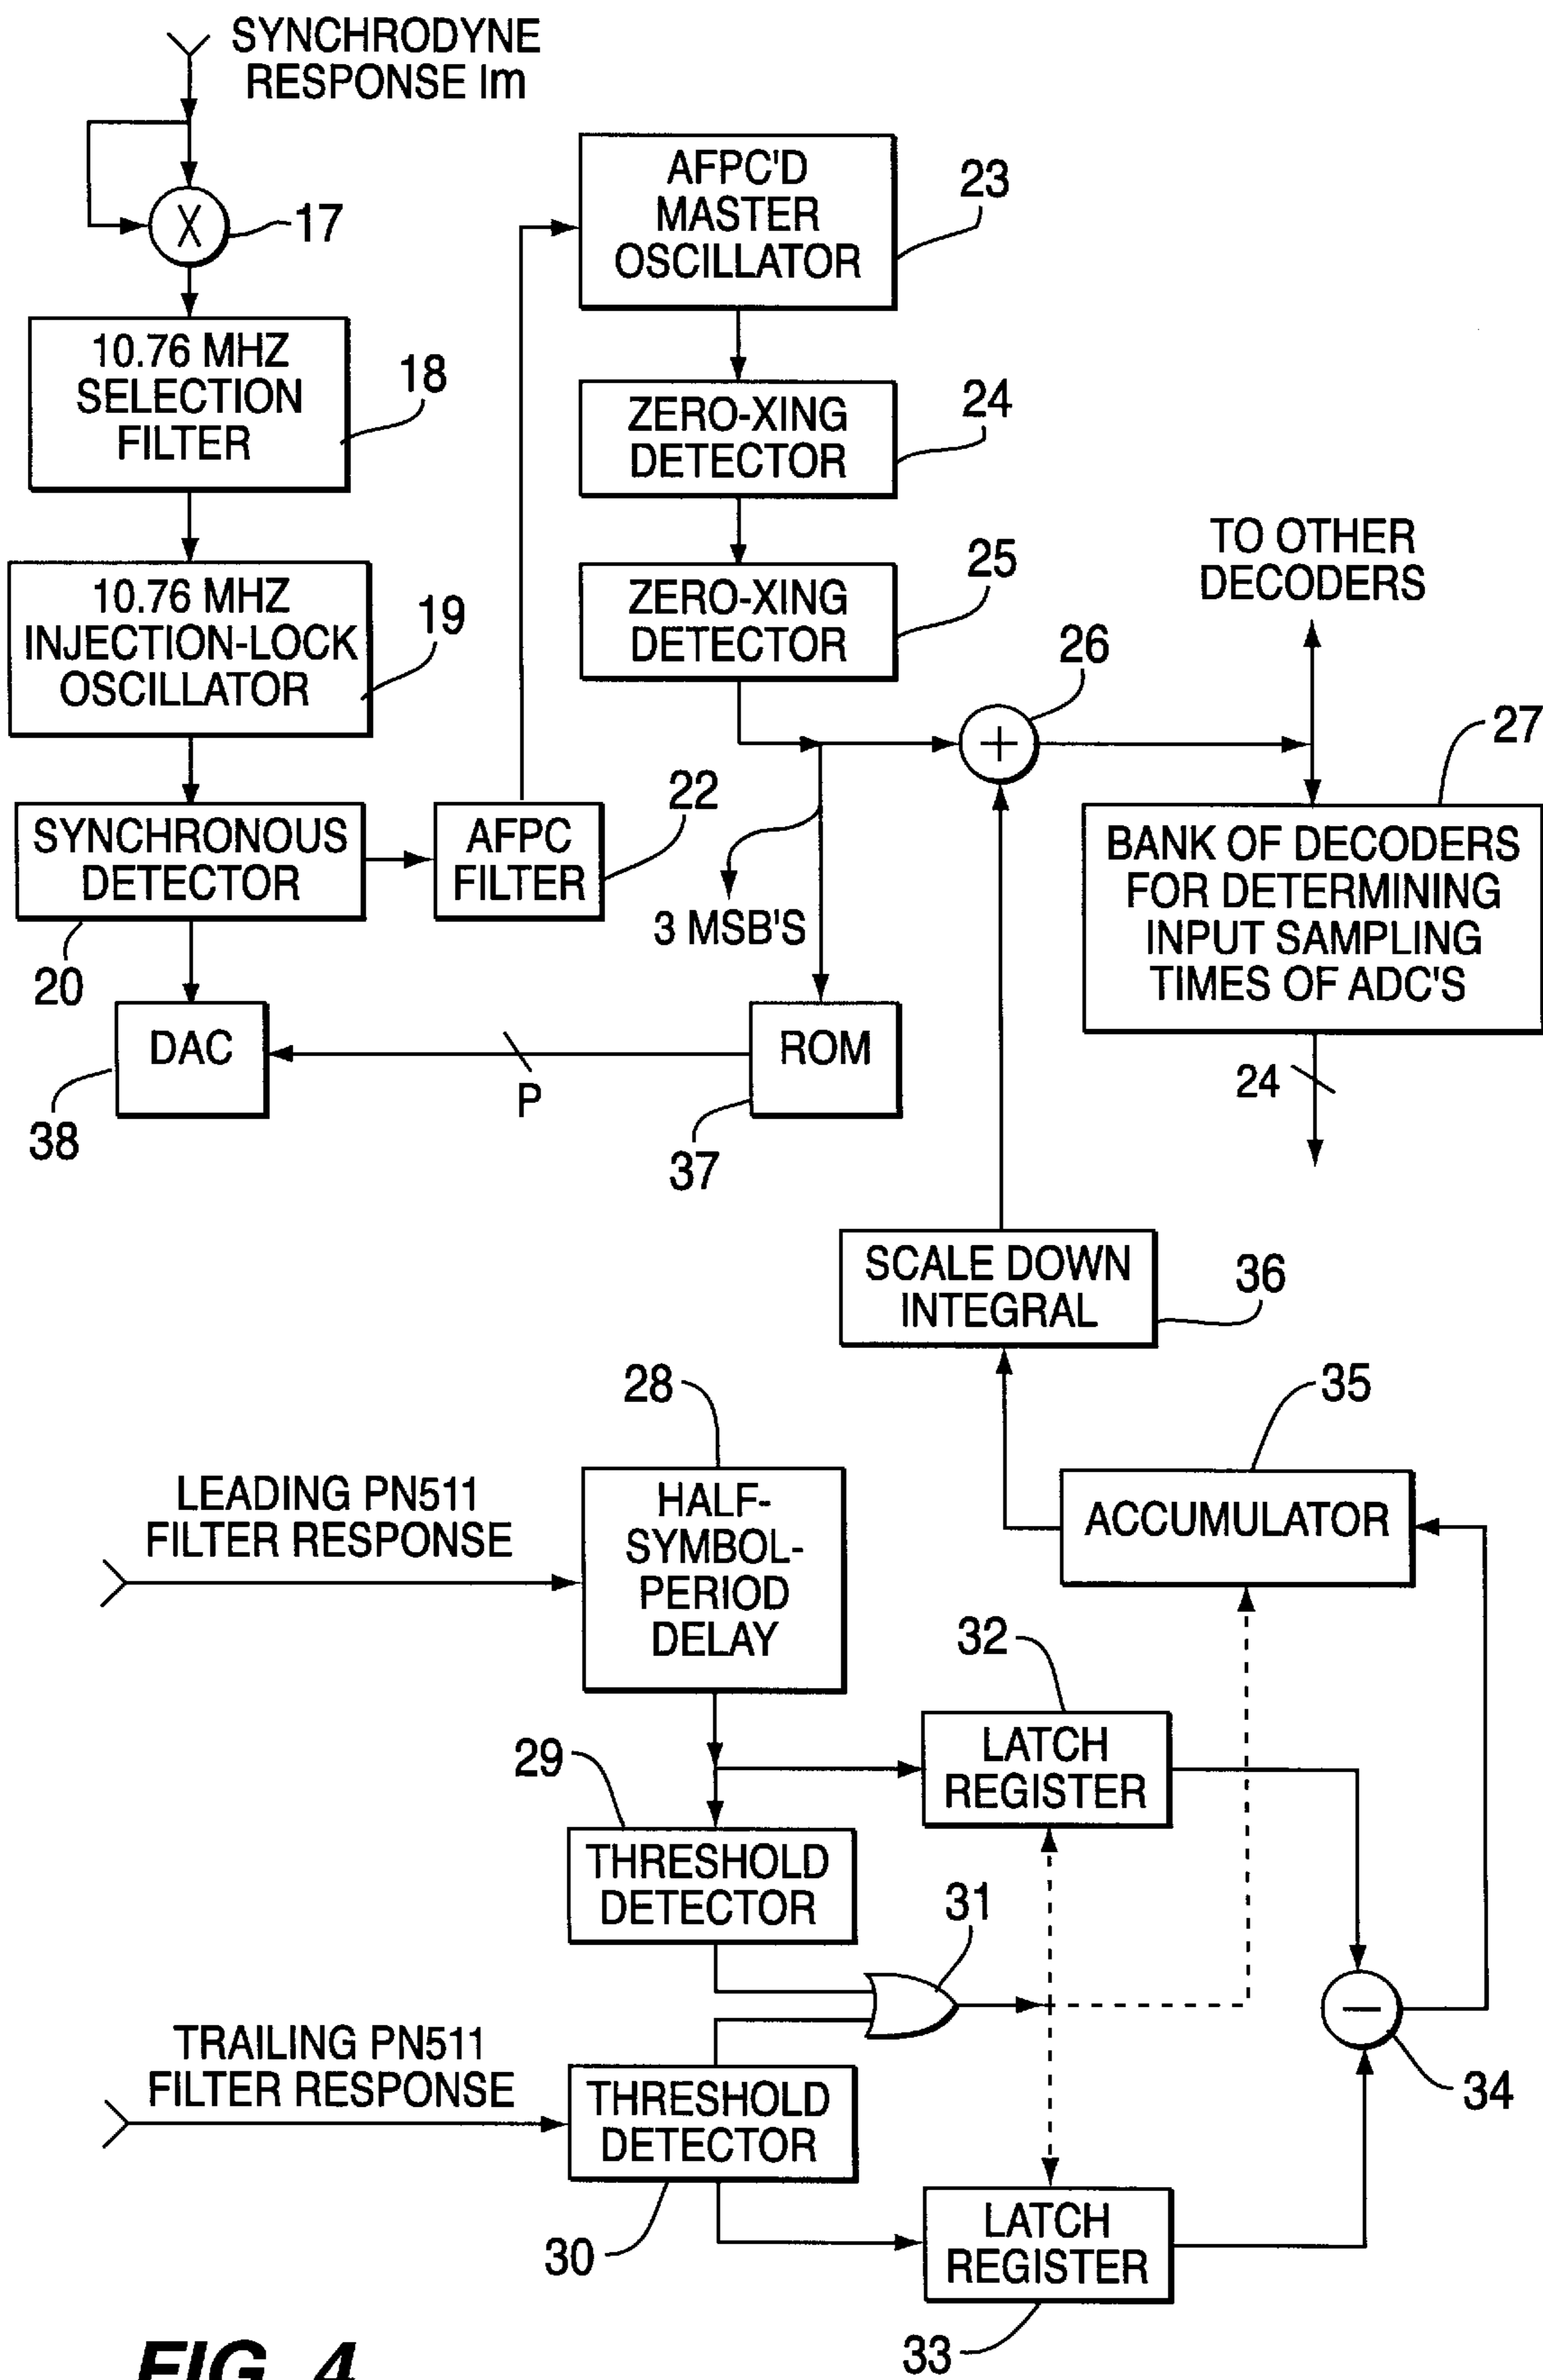 SYNCHRODYNE
RESPONSE Im
X
17
10.76 MHZ
SELECTION
FILTER
18
10.76 MHZ
INJECTION-LOCK
OSCILLATOR
19
SYNCHRONOUS
DETECTOR
20
AFPC
FILTER
22
AFPC'D
MASTER
OSCILLATOR
23
ZERO-XING
DETECTOR
24
ZERO-XING
DETECTOR
25
+
26
TO OTHER
DECODERS
27
BANK OF DECODERS
FOR DETERMINING
INPUT SAMPLING
TIMES OF ADC'S
24
3 MSB'S
DAC
38
P
ROM
37
SCALE DOWN
INTEGRAL
36
28
HALF-
SYMBOL-
PERIOD
DELAY
LEADING PN511
FILTER RESPONSE
35
ACCUMULATOR
32
LATCH
REGISTER
29
THRESHOLD
DETECTOR
31
34
TRAILING PN511
FILTER RESPONSE
THRESHOLD
DETECTOR
30
LATCH
REGISTER
33
FIG. 4